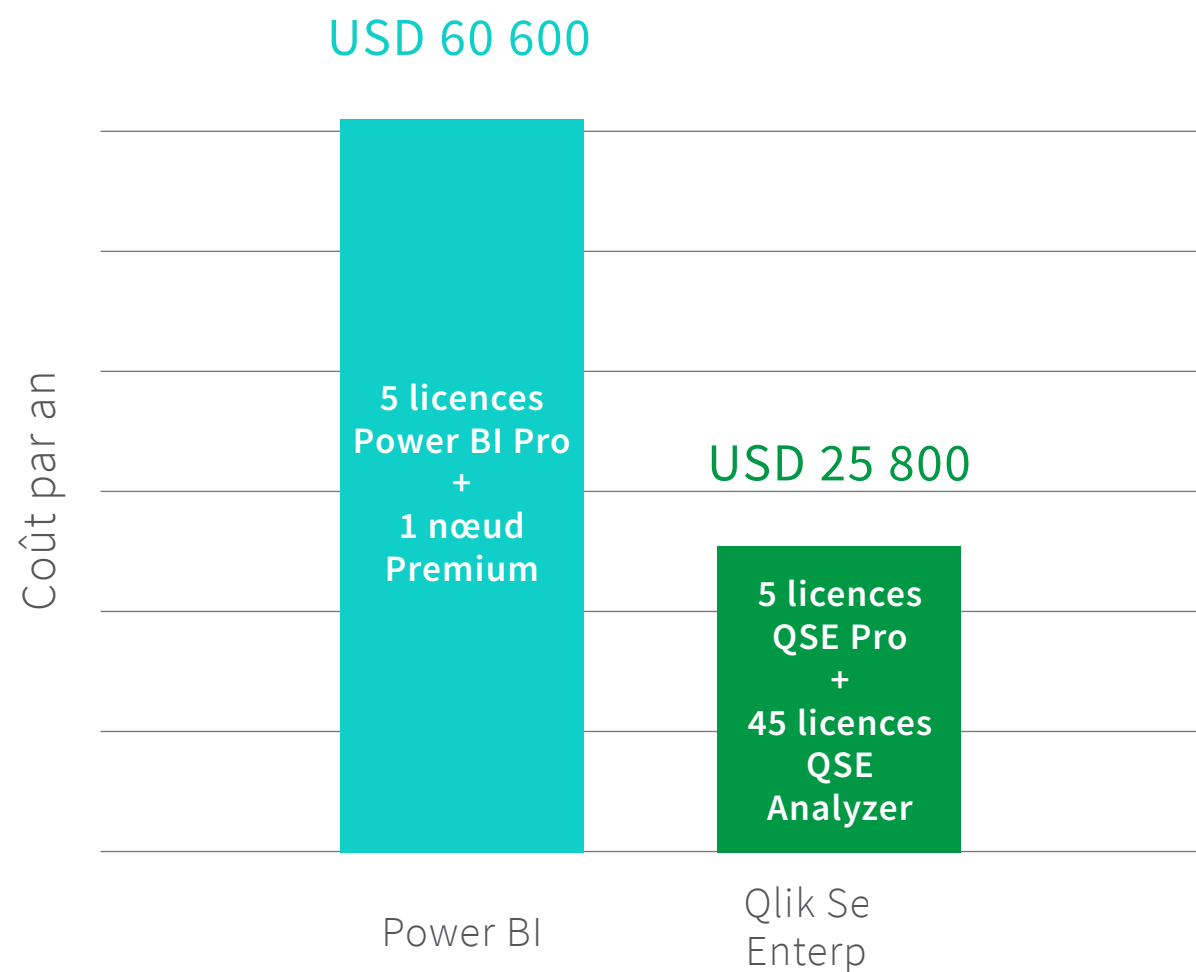 USD 60 600
Coût par an
5 licences
Power BI Pro
+
1 nœud
Premium
USD 25 800
5 licences
QSE Pro
+
45 licences
QSE
Analyzer
Power BI
Qlik Se
Enterp